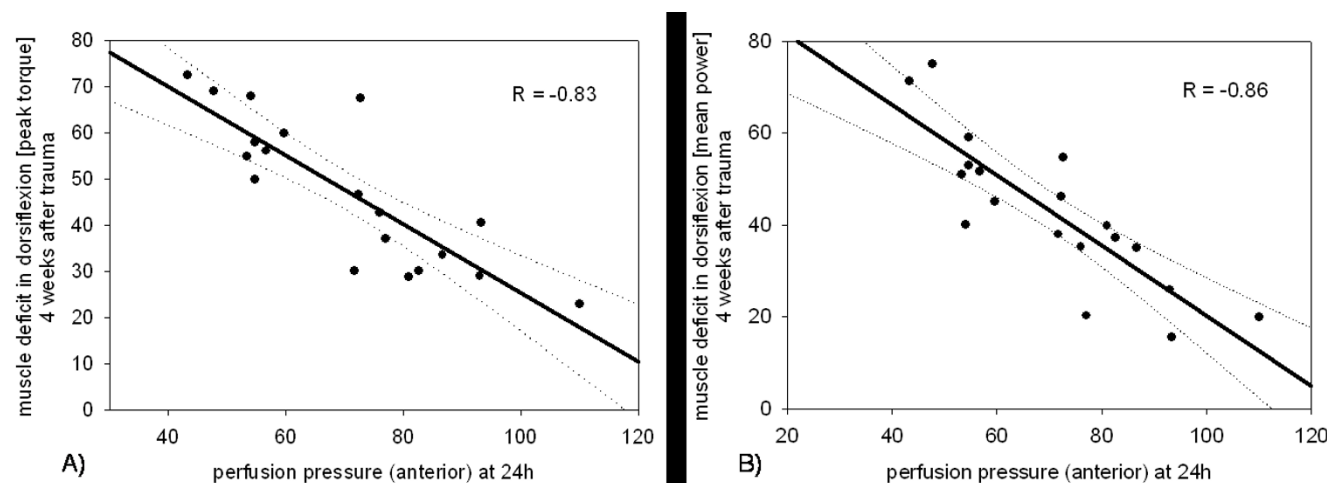 muscle deficit in dorsiflexion [peak torque]
4 weeks after trauma
80
70
60
50
40
30
20
10
0
R = -0.83
40 60 80 100 120
A)
perfusion pressure (anterior) at 24h
muscle deficit in dorsiflexion [mean power]
4 weeks after trauma
80
60
40
20
0
R = -0.86
20 40 60 80 100 120
B)
perfusion pressure (anterior) at 24h